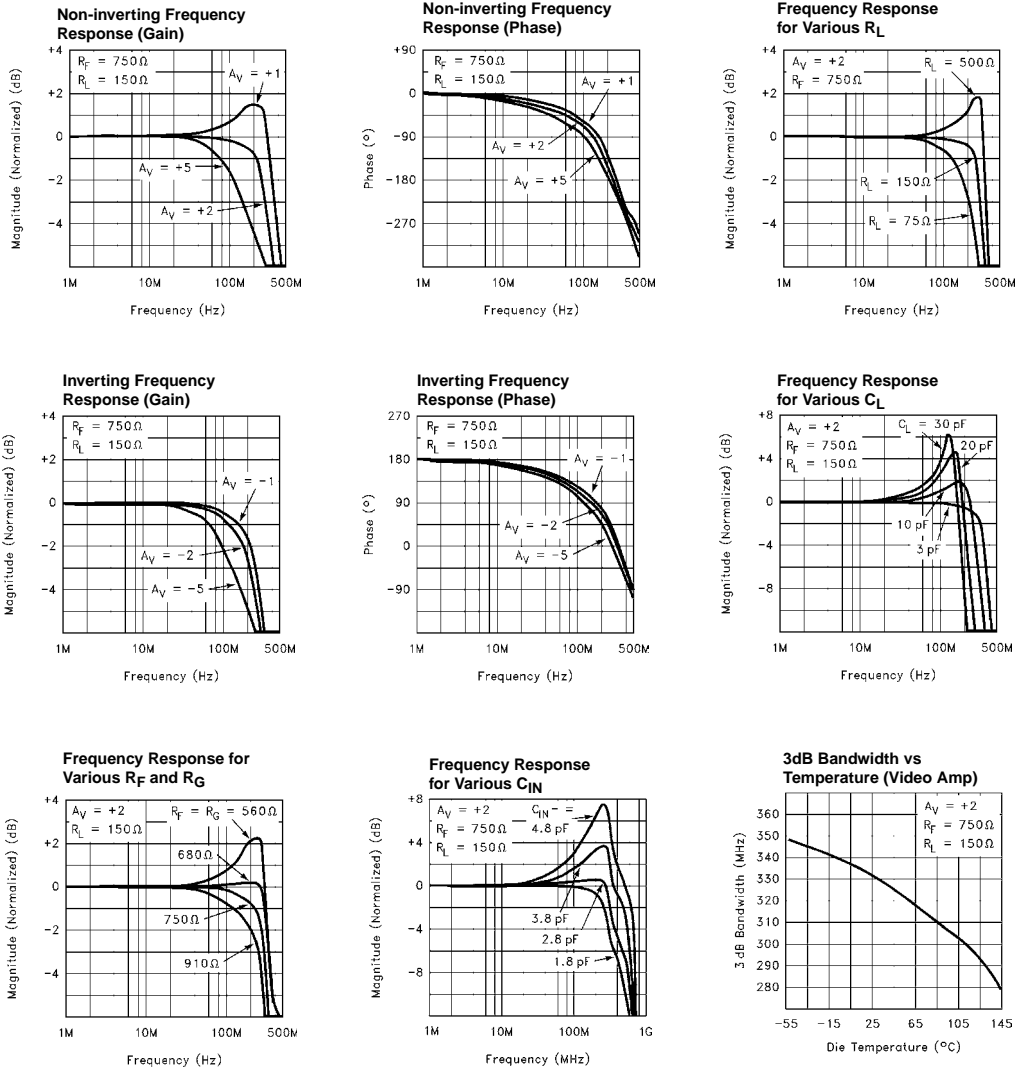 Non-inverting Frequency
Response (Gain)
+4
+2
0
−2
−4
Magnitude (Normalized) (dB)
R_F = 750Ω
R_L = 150Ω
A_V = +1
A_V = +5
A_V = +2
1M
10M
100M
500M
Frequency (Hz)
Non-inverting Frequency
Response (Phase)
+90
0
−90
−180
−270
Phase (°)
R_F = 750Ω
R_L = 150Ω
A_V = +1
A_V = +2
A_V = +5
1M
10M
100M
500M
Frequency (Hz)
Frequency Response
for Various R_L
+4
+2
0
−2
−4
Magnitude (Normalized) (dB)
A_V = +2
R_F = 750Ω
R_L = 500Ω
R_L = 150Ω
R_L = 75Ω
1M
10M
100M
500M
Frequency (Hz)
Inverting Frequency
Response (Gain)
+4
+2
0
−2
−4
Magnitude (Normalized) (dB)
R_F = 750Ω
R_L = 150Ω
A_V = −1
A_V = −2
A_V = −5
1M
10M
100M
500M
Frequency (Hz)
Inverting Frequency
Response (Phase)
270
180
90
0
−90
Phase (°)
R_F = 750Ω
R_L = 150Ω
A_V = −1
A_V = −2
A_V = −5
1M
10M
100M
500M
Frequency (Hz)
Frequency Response
for Various C_L
+8
+4
0
−4
−8
Magnitude (Normalized) (dB)
A_V = +2
R_F = 750Ω
R_L = 150Ω
C_L = 30 pF
20 pF
10 pF
3 pF
1M
10M
100M
500M
Frequency (Hz)
Frequency Response for
Various R_F and R_G
+4
+2
0
−2
−4
Magnitude (Normalized) (dB)
A_V = +2
R_L = 150Ω
R_F = R_G = 560Ω
680Ω
750Ω
910Ω
1M
10M
100M
500M
Frequency (Hz)
Frequency Response
for Various C_IN
+8
+4
0
−4
−8
Magnitude (Normalized) (dB)
A_V = +2
R_F = 750Ω
R_L = 150Ω
C_IN− =
4.8 pF
3.8 pF
2.8 pF
1.8 pF
1M
10M
100M
1G
Frequency (MHz)
3dB Bandwidth vs
Temperature (Video Amp)
360
350
340
330
320
310
300
290
280
3 dB Bandwidth (MHz)
A_V = +2
R_F = 750Ω
R_L = 150Ω
−55
−15
25
65
105
145
Die Temperature (°C)